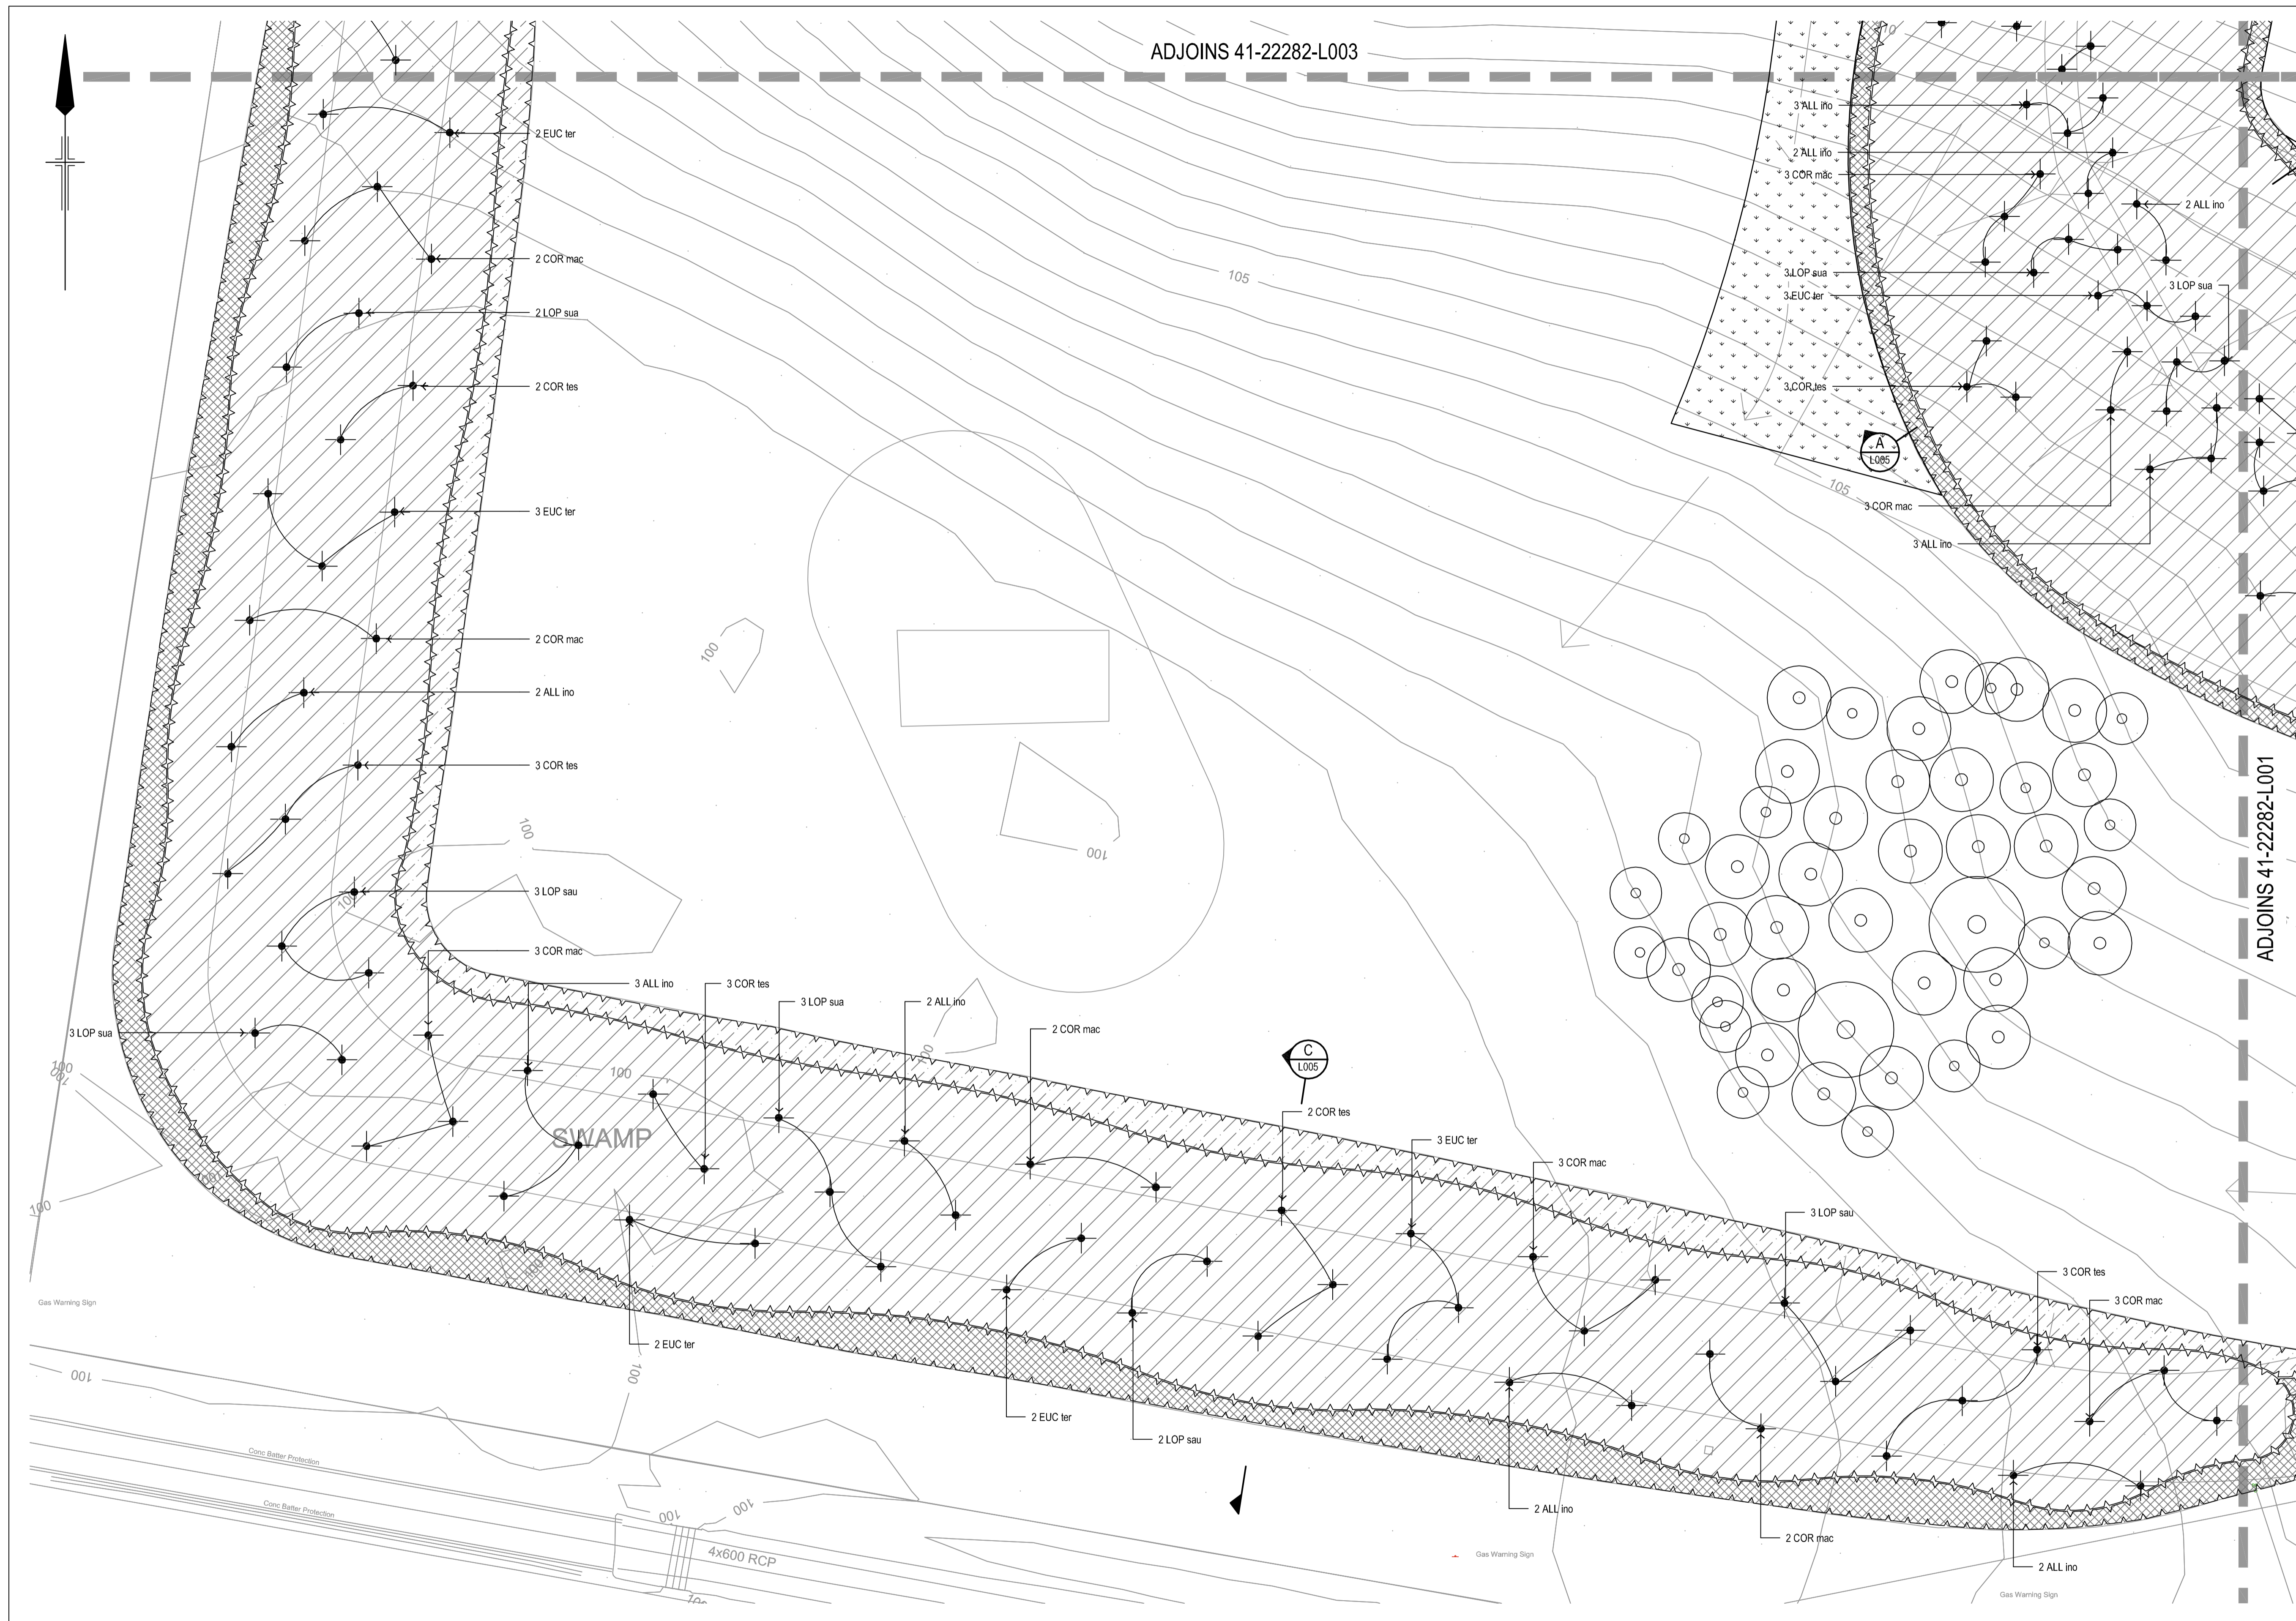 ADJOINS 41-22282-L003
110
3 ALL ino
2 EUC ter
2 ALL ino
3 COR mac
2 ALL ino
2 COR mac
3 LOP sua
105
3 LOP sua
3 EUC ter
2 LOP sua
2 COR tes
3 COR tes
A
L005
105
3 COR mac
3 EUC ter
3 ALL ino
2 COR mac
100
2 ALL ino
3 COR tes
ADJOINS 41-22282-L001
100
100
3 LOP sau
100
3 COR mac
3 ALL ino
3 COR tes
3 LOP sua
2 ALL ino
3 LOP sua
2 COR mac
100
100
100
C
L005
2 COR tes
SWAMP
3 EUC ter
3 COR mac
100
100
3 LOP sau
100
3 COR tes
Gas Warning Sign
3 COR mac
2 EUC ter
100
100
2 EUC ter
2 LOP sau
Conc Batter Protection
Conc Batter Protection
100
100
2 ALL ino
2 COR mac
4x600 RCP
Gas Warning Sign
2 ALL ino
Gas Warning Sign